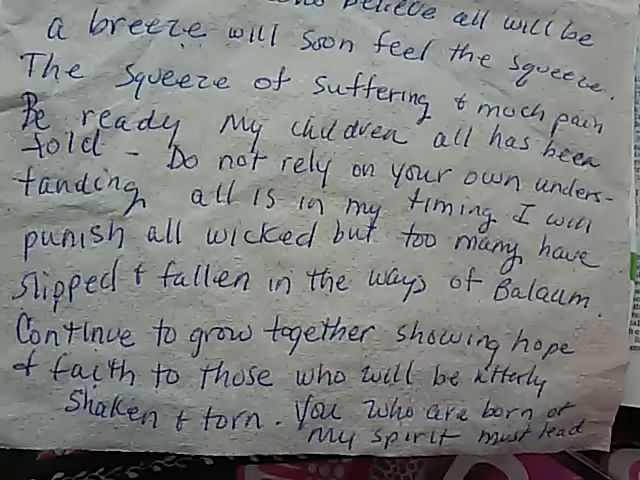 believe all will be
a breeze will soon feel the squeeze.
The squeeze of suffering & much pain
Be ready My children all has been
told - Do not rely on your own unders-
tanding all is in my timing I will
punish all wicked but too many have
slipped & fallen in the ways of Balaum.
Continue to grow together showing hope
& faith to those who will be utterly
shaken & torn. You who are born of
my spirit must lead